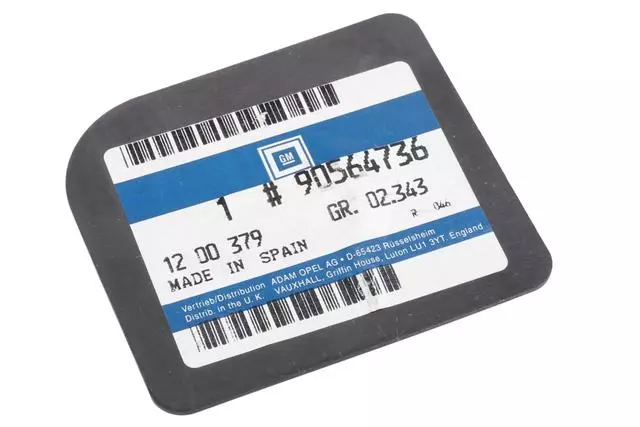 GM
1 # 90564736
12 00 379 GR. 02.343
MADE IN SPAIN R 046
Vertrieb/Distribution ADAM OPEL AG • D-65423 Rüsselsheim
Distrib. in the U. K. VAUXHALL, Griffin House, Luton LU1 3YT. England